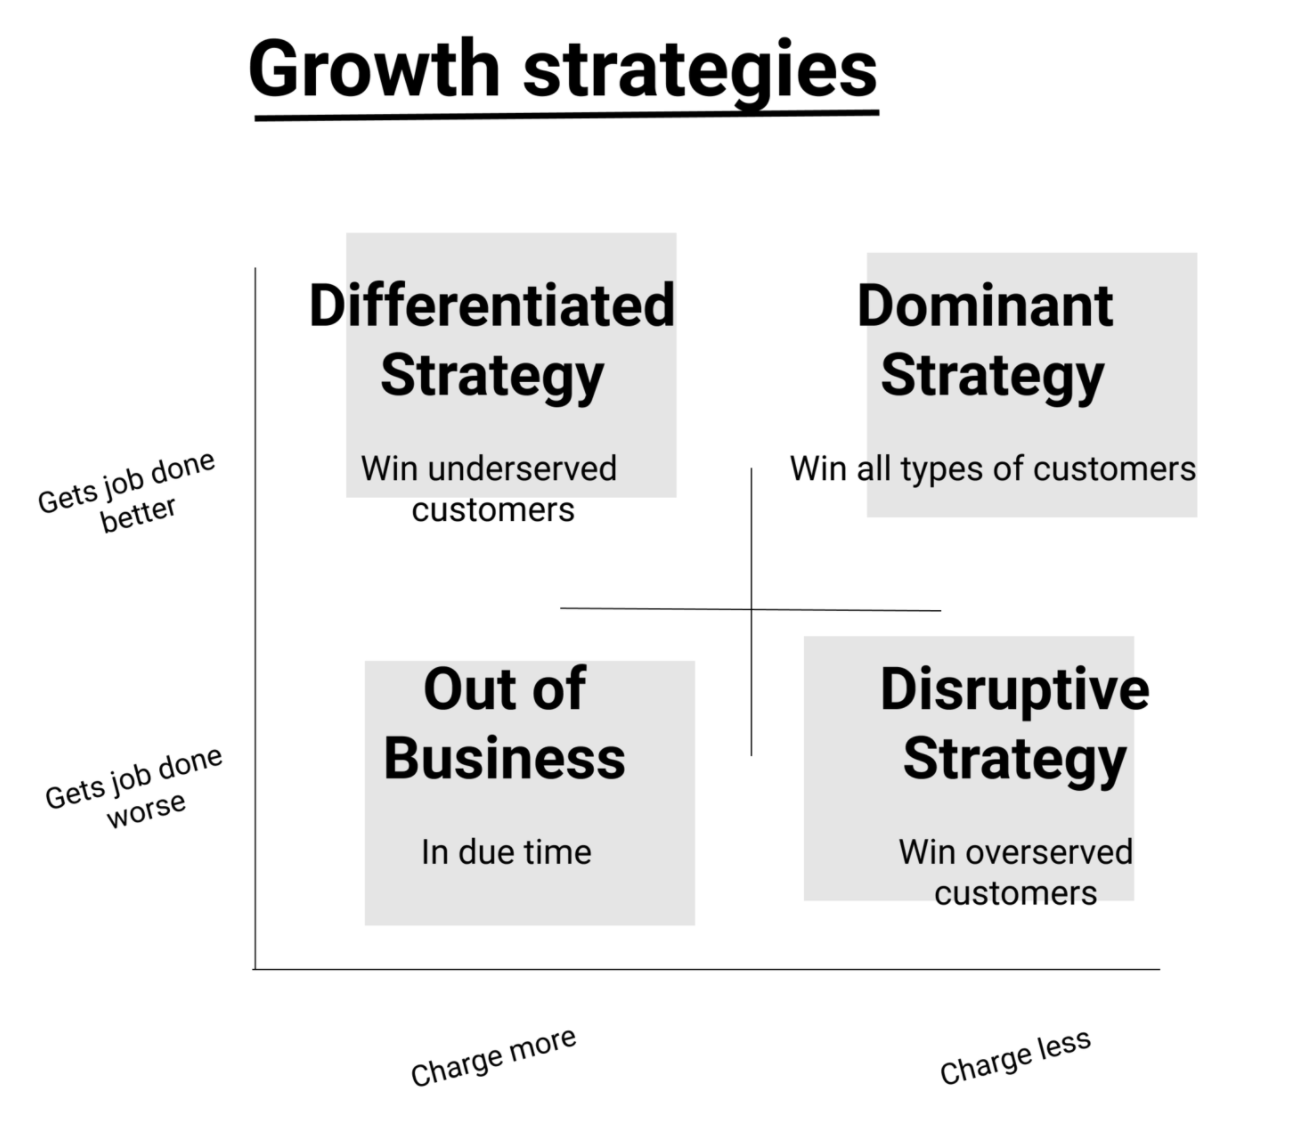 Growth strategies
Differentiated
Strategy
Win underserved
customers
Dominant
Strategy
Win all types of customers
Gets job done
better
Out of
Business
In due time
Disruptive
Strategy
Win overserved
customers
Gets job done
worse
Charge more
Charge less